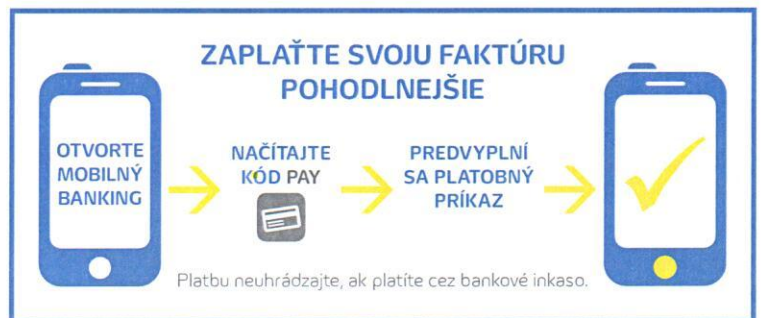 ZAPLAŤTE SVOJU FAKTÚRU
POHODLNEJŠIE
OTVORTE
MOBILNÝ
BANKING
NAČÍTAJTE
KÓD PAY
PREDVYPLNÍ
SA PLATOBNÝ
PRÍKAZ
Platbu neuhrádzajte, ak platíte cez bankové inkaso.